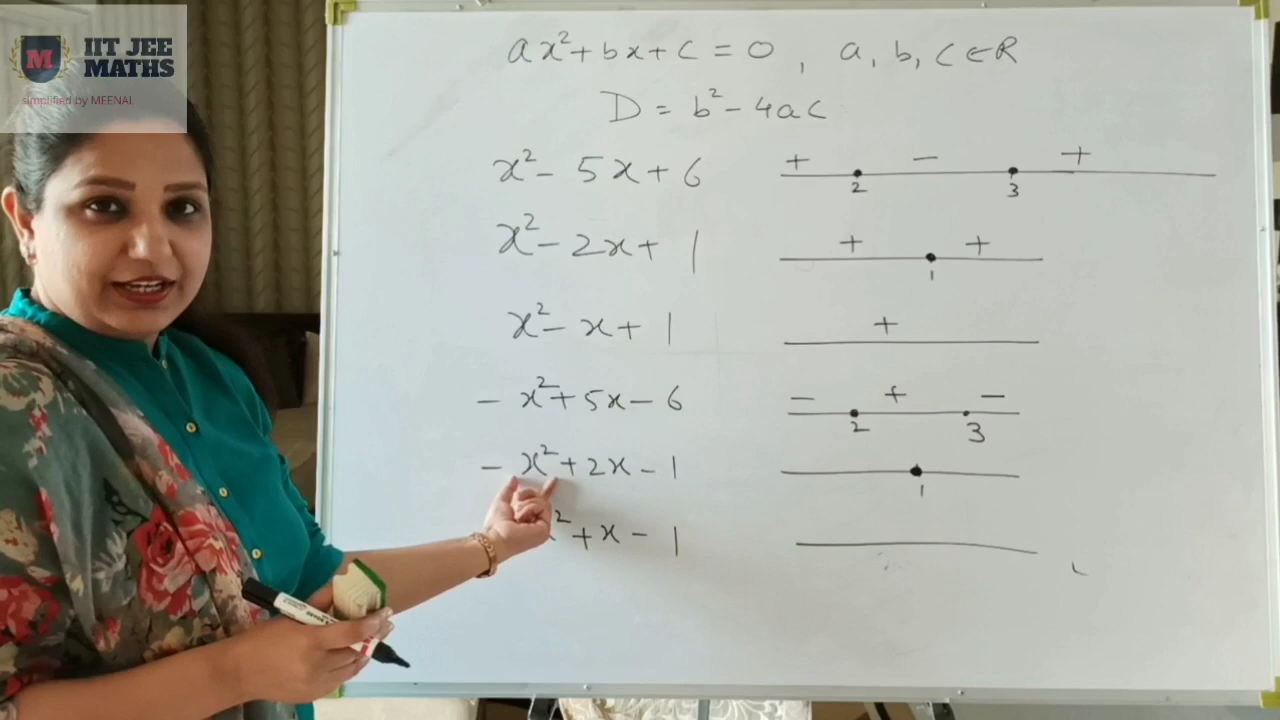 IIT JEE
MATHS
simplified by MEENAL
M
ax²+bx+c = 0 , a, b, c ∈ R
D = b² - 4ac
x² - 5x + 6 + 2 - 3 +
x² - 2x + 1 + 1 +
x² - x + 1 +
- x² + 5x - 6 - 2 + 3 -
- x² + 2x - 1 1
² + x - 1